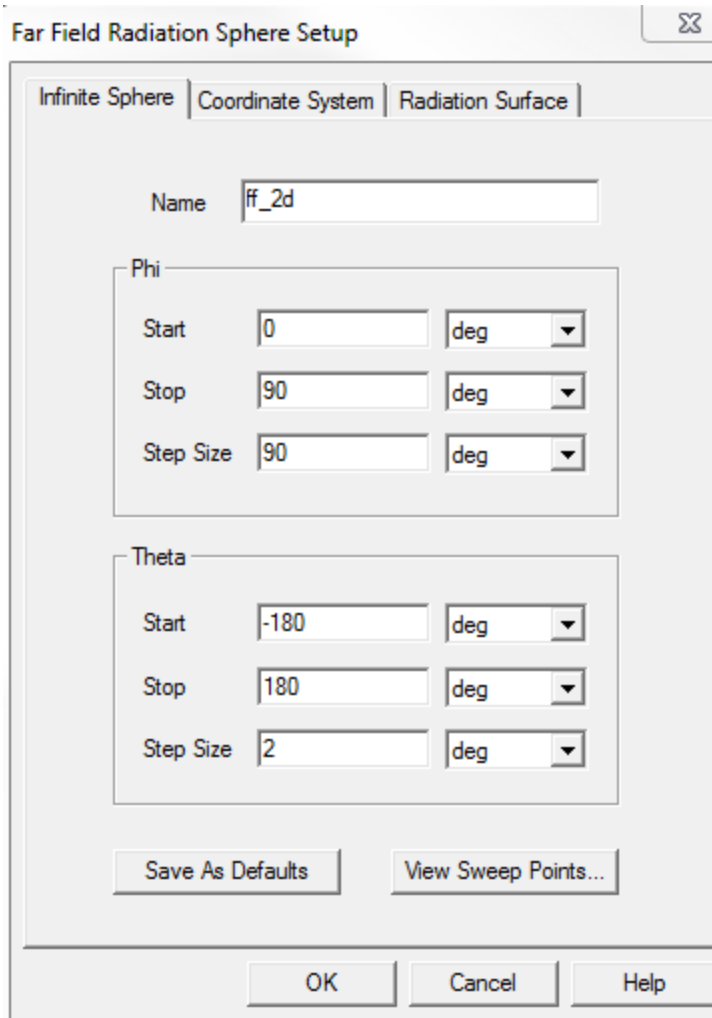 Far Field Radiation Sphere Setup
Infinite Sphere Coordinate System Radiation Surface
Name ff_2d
Phi
Start 0 deg
Stop 90 deg
Step Size 90 deg
Theta
Start -180 deg
Stop 180 deg
Step Size 2 deg
Save As Defaults View Sweep Points...
OK Cancel Help